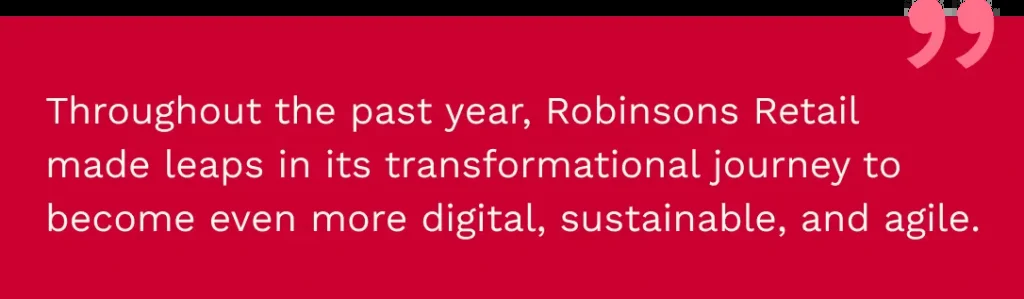 ”
Throughout the past year, Robinsons Retail
made leaps in its transformational journey to
become even more digital, sustainable, and agile.